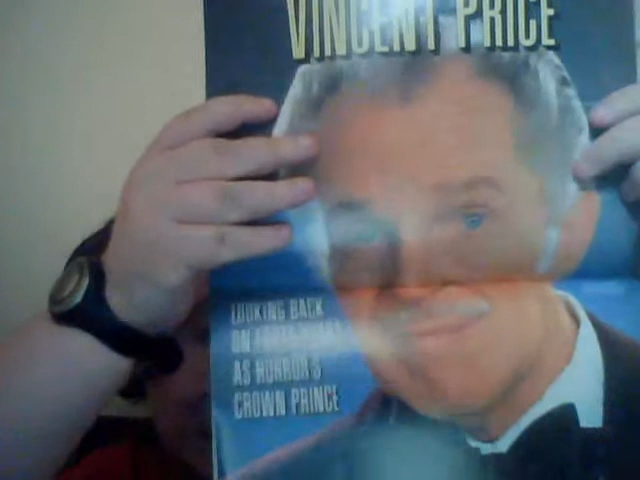 VINCENT PRICE
LOOKING BACK
ON
AS HORROR'S
CROWN PRINCE